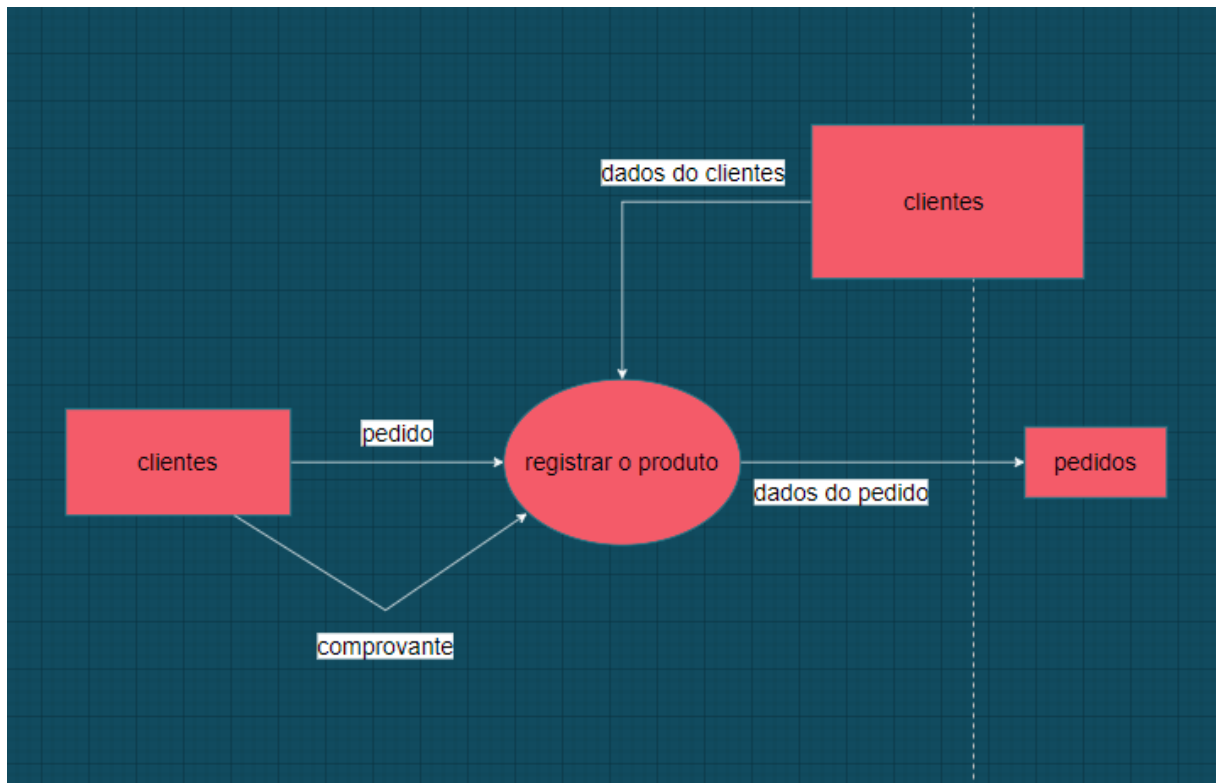 dados do clientes
clientes
clientes
pedido
registrar o produto
dados do pedido
pedidos
comprovante